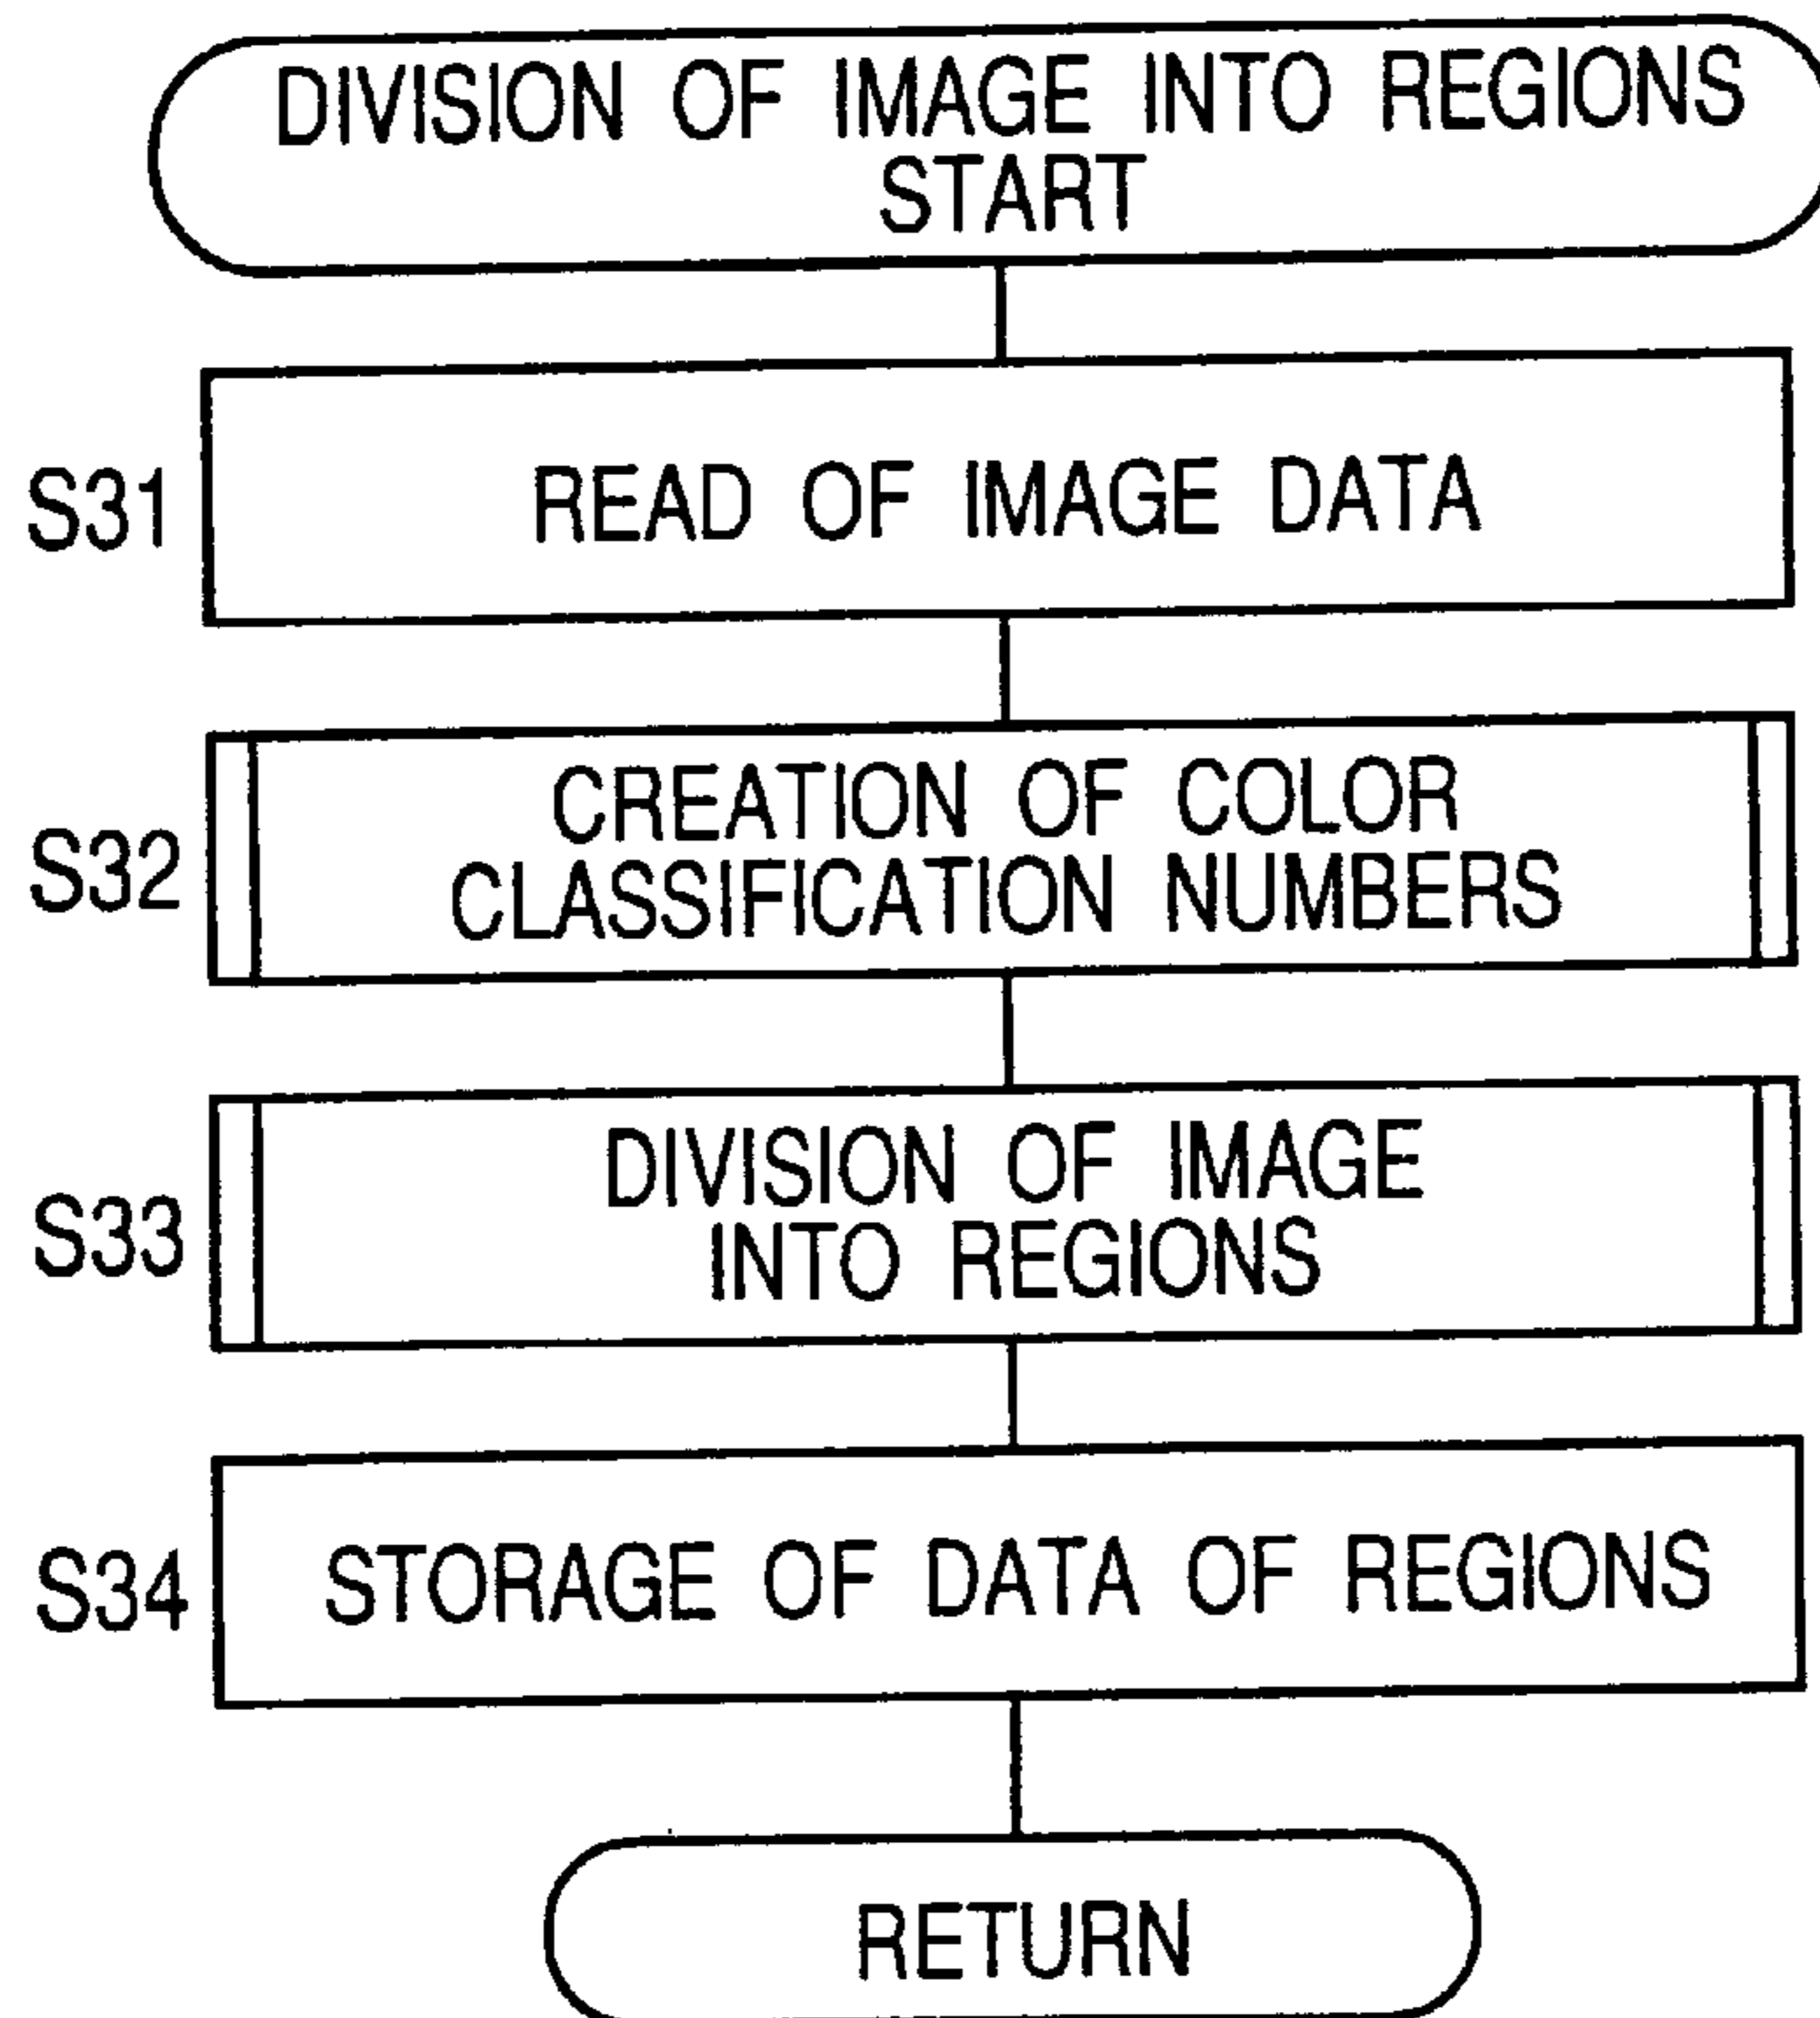 DIVISION OF IMAGE INTO REGIONS
START
S31
READ OF IMAGE DATA
S32
CREATION OF COLOR
CLASSIFICATION NUMBERS
S33
DIVISION OF IMAGE
INTO REGIONS
S34
STORAGE OF DATA OF REGIONS
RETURN